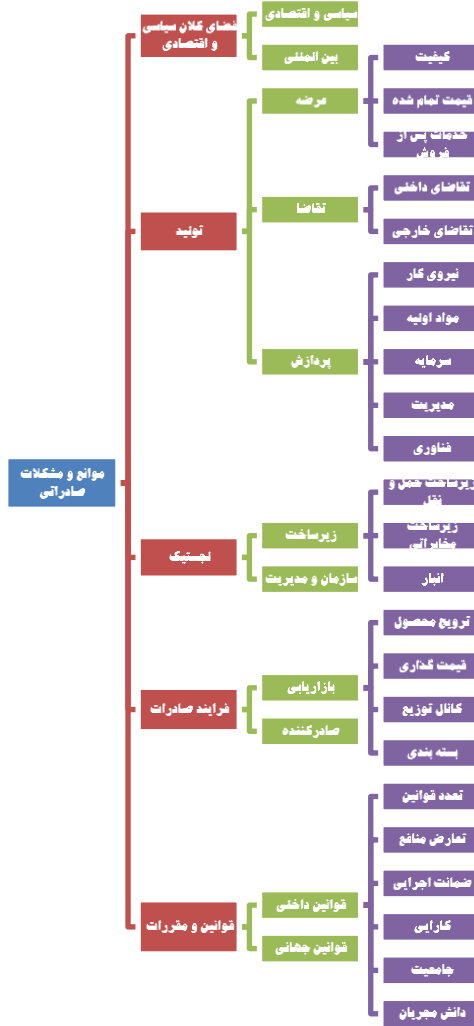 موانع و مشکلات
صادراتی
فضای کلان سیاسی
و اقتصادی
سیاسی و اقتصادی
بین المللی
تولید
عرضه
کیفیت
قیمت تمام شده
خدمات پس از
فروش
تقاضا
تقاضای داخلی
تقاضای خارجی
پردازش
نیروی کار
مواد اولیه
سرمایه
مدیریت
فناوری
لجستیک
زیرساخت
زیرساخت حمل و
نقل
زیرساخت
مخابراتی
انبار
سازمان و مدیریت
فرایند صادرات
بازاریابی
ترویج محصول
قیمت گذاری
کانال توزیع
بسته بندی
صادرکننده
قوانین و مقررات
قوانین داخلی
تعدد قوانین
تعارض منافع
ضمانت اجرایی
کارایی
جامعیت
دانش مجریان
قوانین جهانی